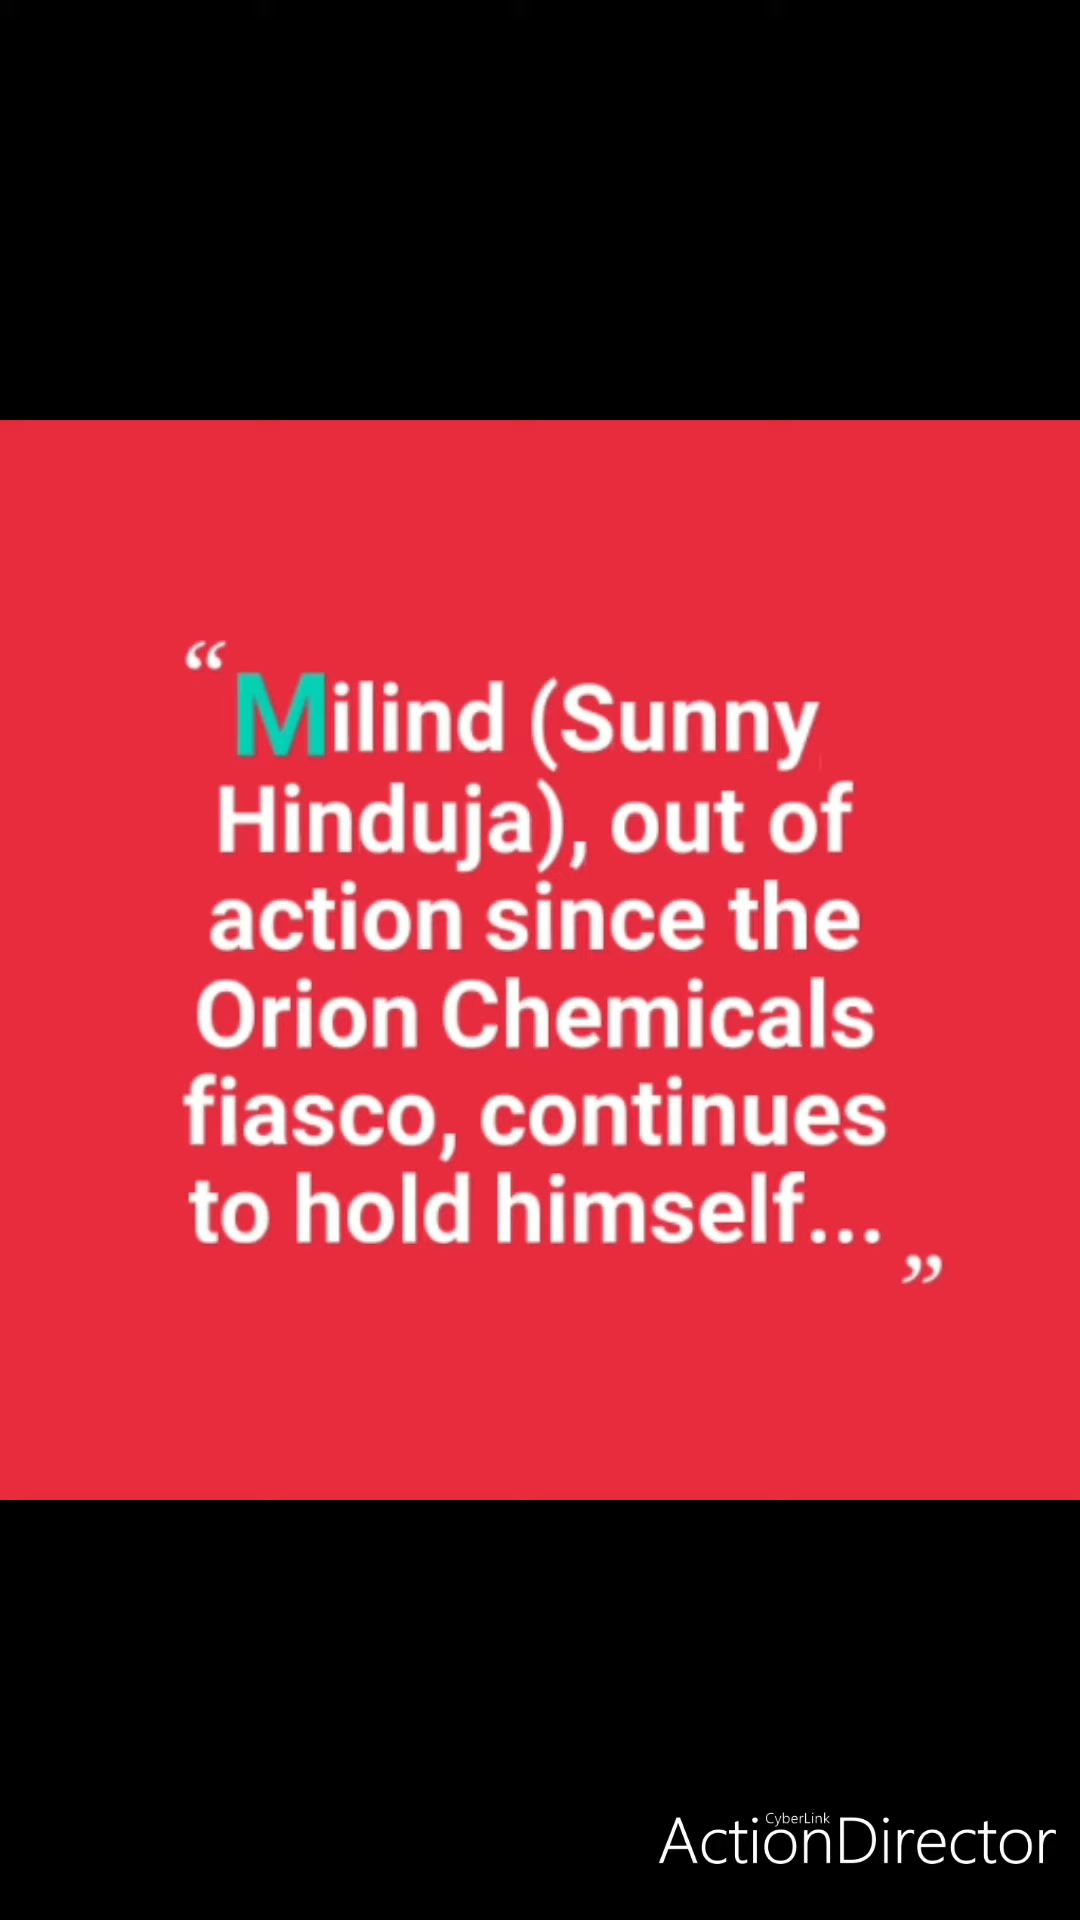 “Milind (Sunny
Hinduja), out of
action since the
Orion Chemicals
fiasco, continues
to hold himself...”
CyberLink
ActionDirector